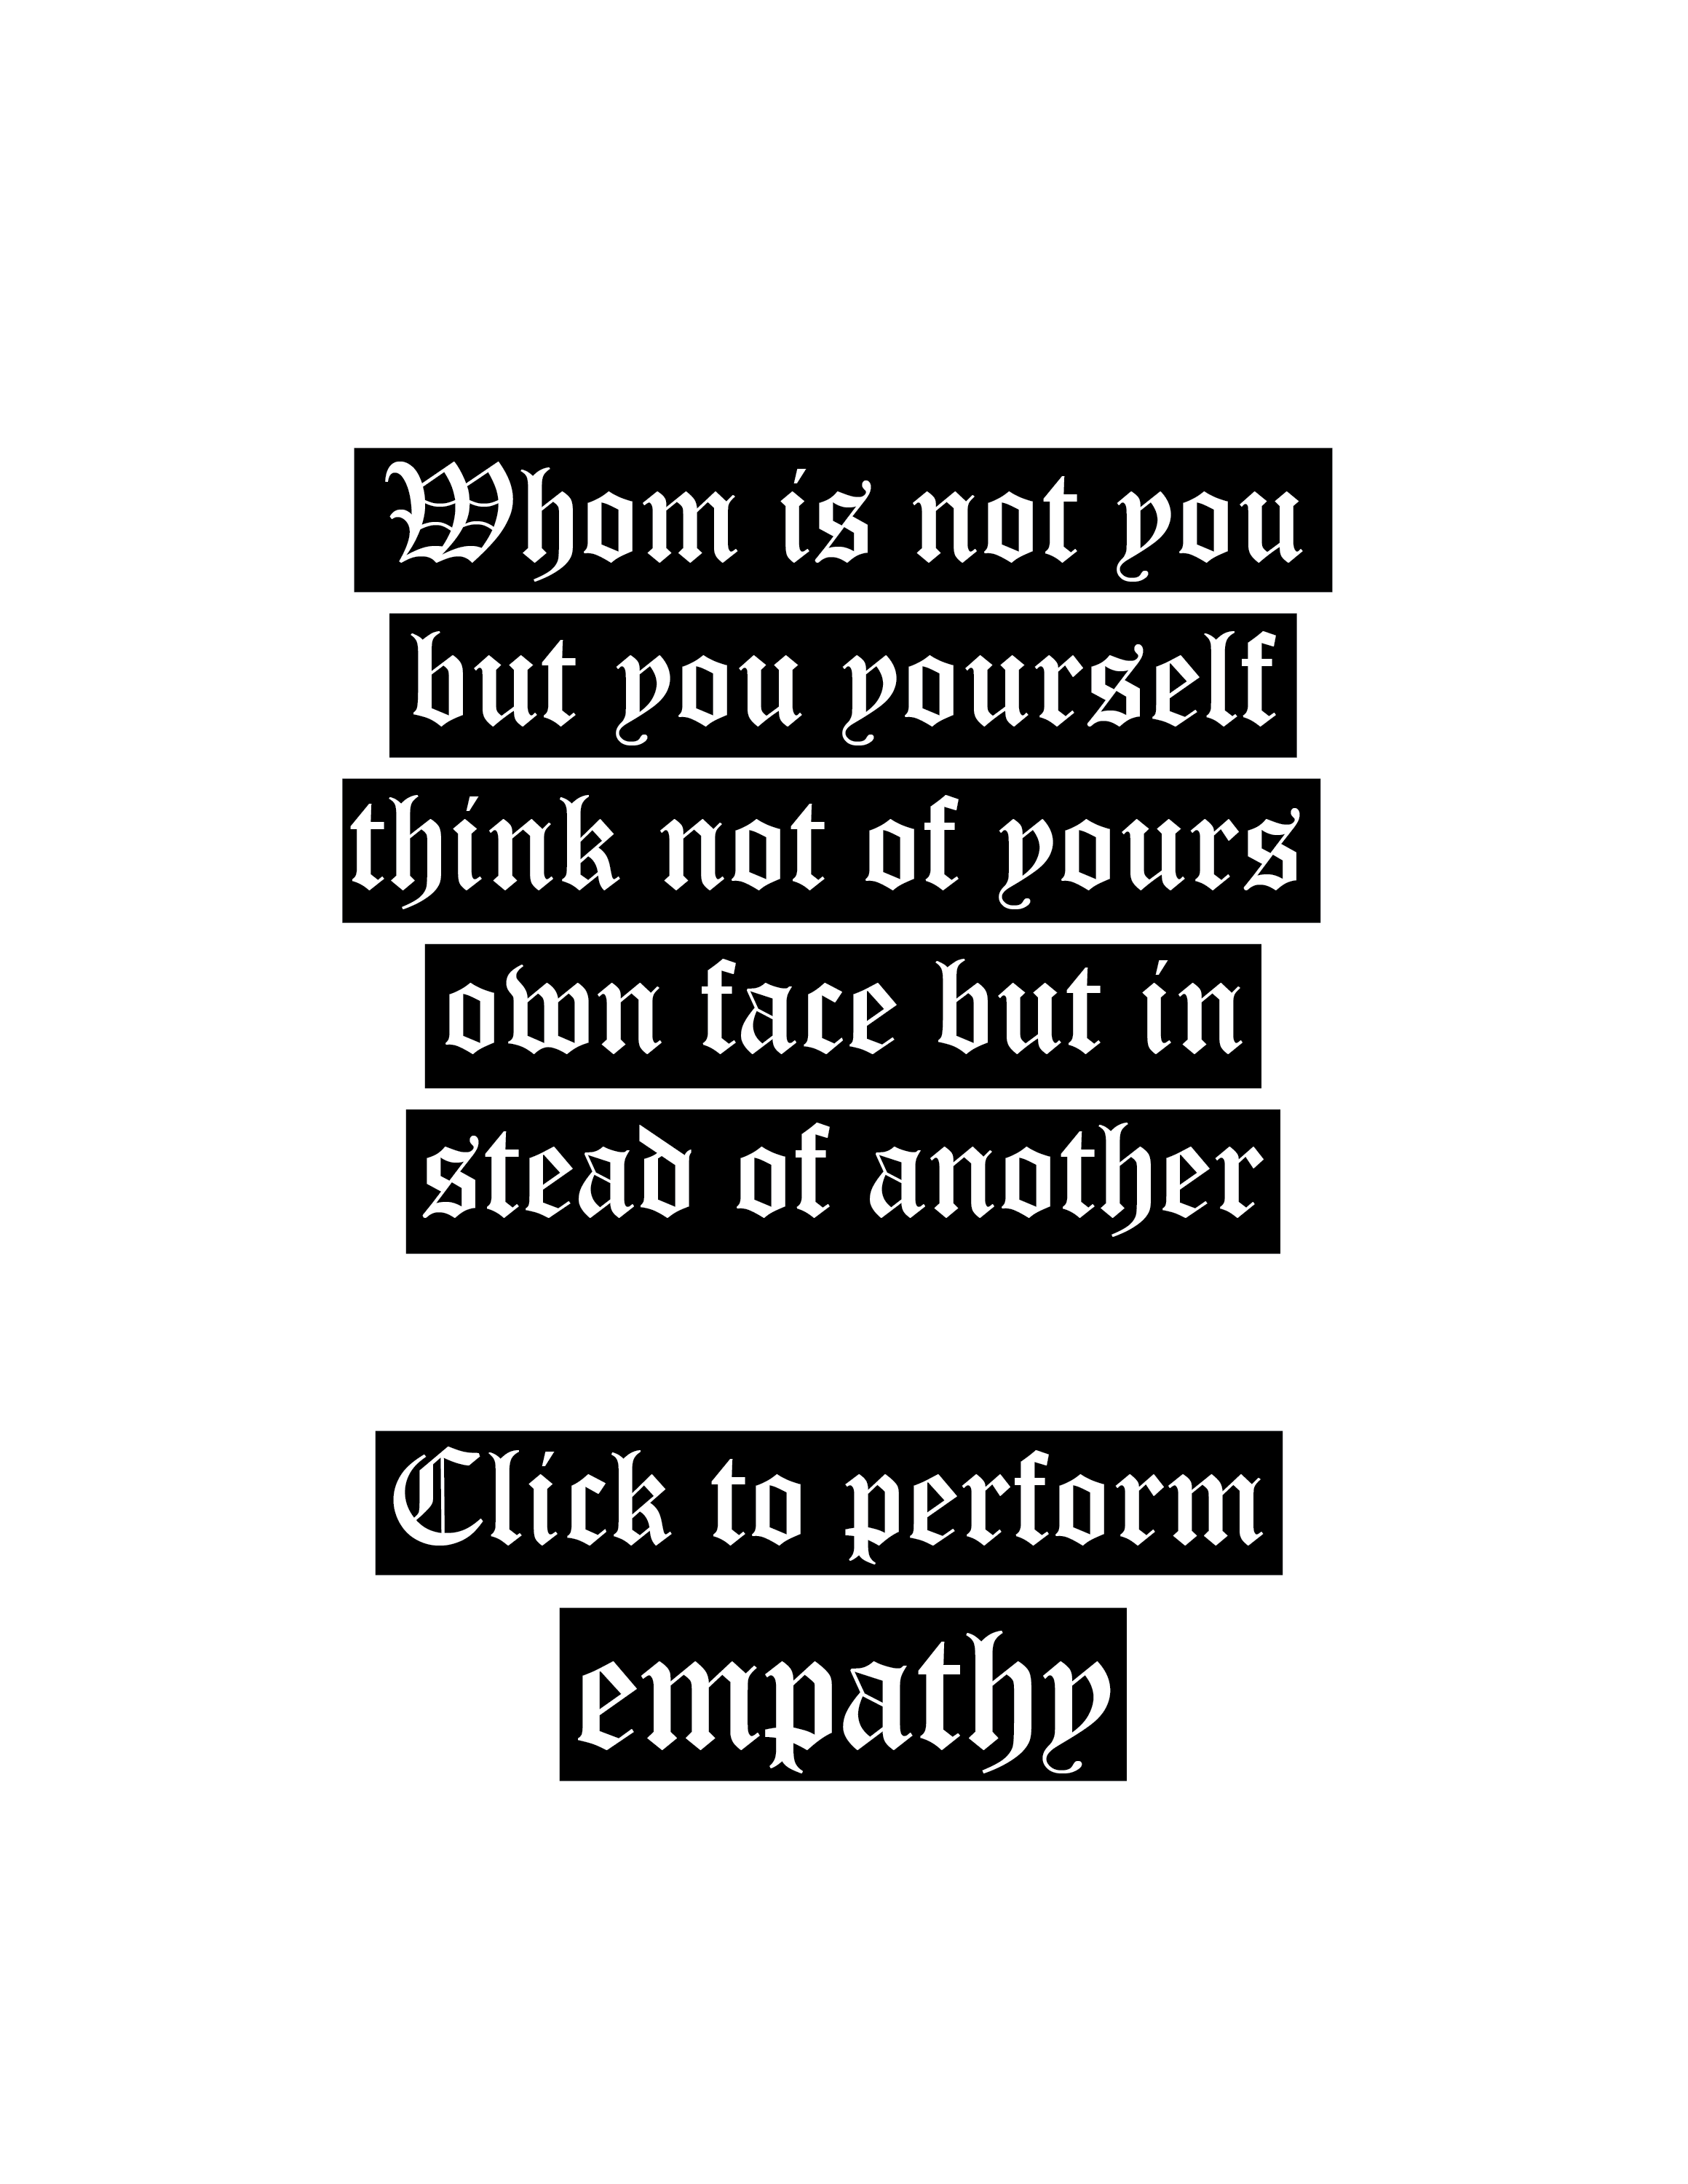 Whom is not you
but you yourself
think not of yours
own face but in
stead of another
Click to perform
empathy